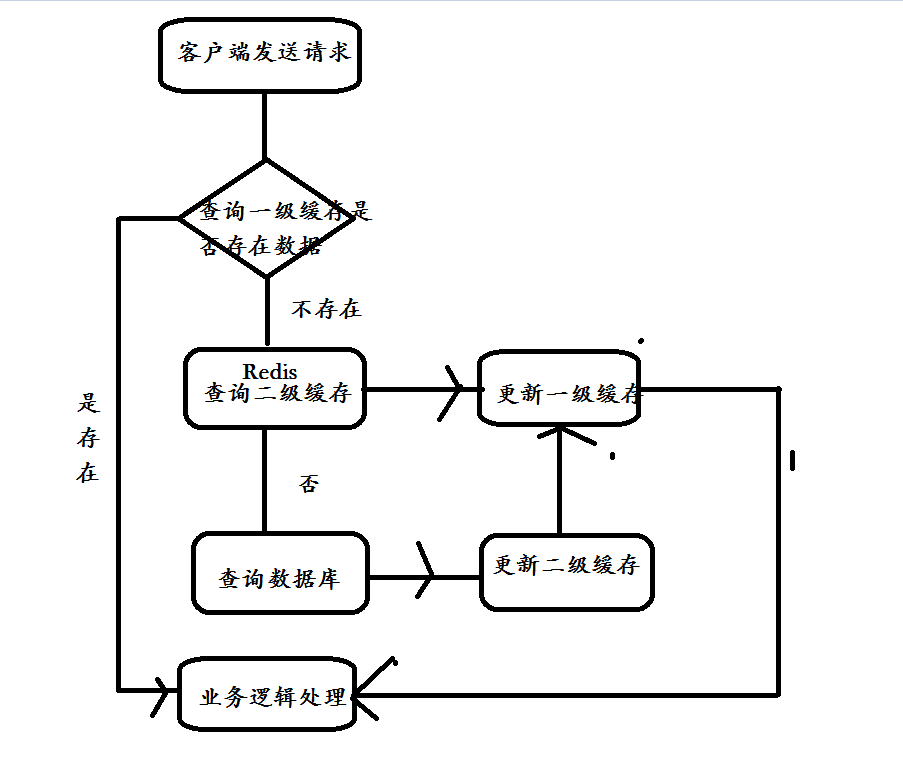 客户端发送请求
查询一级缓存是
否存在数据
不存在
Redis
查询二级缓存
更新一级缓存
是
存
在
否
查询数据库
更新二级缓存
业务逻辑处理